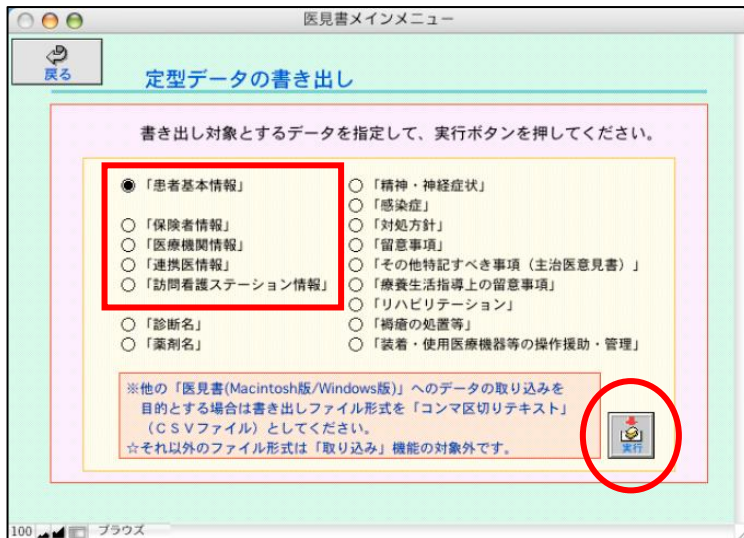 医見書メインメニュー
戻る
定型データの書き出し
書き出し対象とするデータを指定して、実行ボタンを押してください。
「患者基本情報」
「保険者情報」
「医療機関情報」
「連携医情報」
「訪問看護ステーション情報」
「診断名」
「薬剤名」
「精神・神経症状」
「感染症」
「対処方針」
「留意事項」
「その他特記すべき事項（主治医意見書）」
「療養生活指導上の留意事項」
「リハビリテーション」
「褥瘡の処置等」
「装着・使用医療機器等の操作援助・管理」
※他の「医見書(Macintosh版/Windows版)」へのデータの取り込みを
目的とする場合は書き出しファイル形式を「コンマ区切りテキスト」
（ＣＳＶファイル）としてください。
☆それ以外のファイル形式は「取り込み」機能の対象外です。
実行
100
ブラウズ